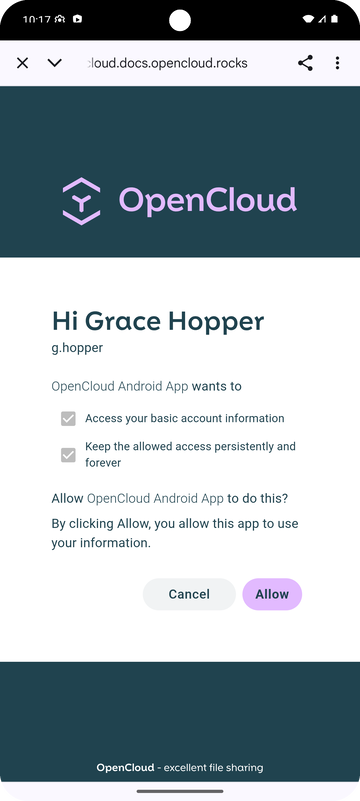 10:17
:loud.docs.opencloud.rocks
OpenCloud
Hi Grace Hopper
g.hopper
OpenCloud Android App wants to
Access your basic account information
Keep the allowed access persistently and
forever
Allow OpenCloud Android App to do this?
By clicking Allow, you allow this app to use
your information.
Cancel
Allow
OpenCloud - excellent file sharing